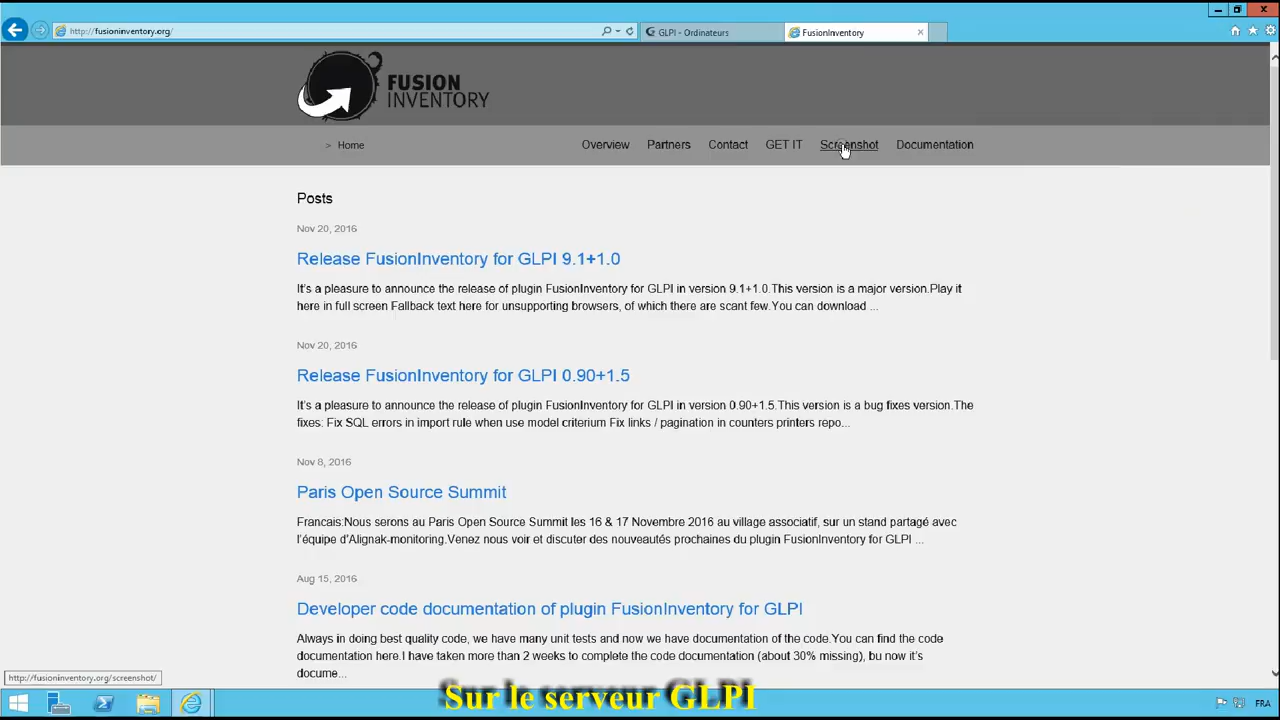 http://fusioninventory.org/
GLPI - Ordinateurs
FusionInventory
FUSION
INVENTORY
> Home
Overview
Partners
Contact
GET IT
Screenshot
Documentation
Posts
Nov 20, 2016
Release FusionInventory for GLPI 9.1+1.0
It's a pleasure to announce the release of plugin FusionInventory for GLPI in version 9.1+1.0.This version is a major version.Play it
here in full screen Fallback text here for unsupporting browsers, of which there are scant few.You can download ...
Nov 20, 2016
Release FusionInventory for GLPI 0.90+1.5
It's a pleasure to announce the release of plugin FusionInventory for GLPI in version 0.90+1.5.This version is a bug fixes version.The
fixes: Fix SQL errors in import rule when use model criterium Fix links / pagination in counters printers repo...
Nov 8, 2016
Paris Open Source Summit
Francais:Nous serons au Paris Open Source Summit les 16 & 17 Novembre 2016 au village associatif, sur un stand partagé avec
l'équipe d'Alignak-monitoring.Venez nous voir et discuter des nouveautés prochaines du plugin FusionInventory for GLPI ...
Aug 15, 2016
Developer code documentation of plugin FusionInventory for GLPI
Always in doing best quality code, we have many unit tests and now we have documentation of the code.You can find the code
documentation here.I have taken more than 2 weeks to complete the code documentation (about 30% missing), bu now it's
docume...
http://fusioninventory.org/screenshot/
Sur le serveur GLPI
FRA